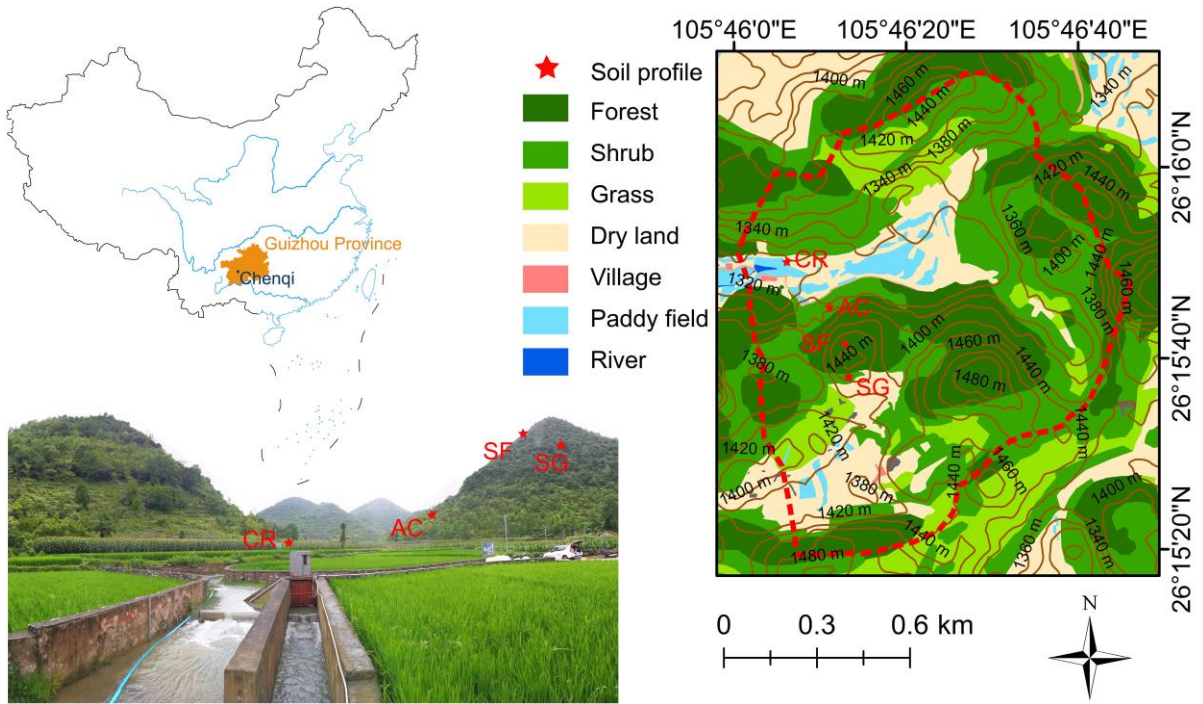 Guizhou Province
Chenqi
Soil profile
Forest
Shrub
Grass
Dry land
Village
Paddy field
River
SF
SG
AC
CR
105°46'0"E
105°46'20"E
105°46'40"E
1400 m
1460 m
1440 m
1340 m
1420 m
1380 m
1340 m
1420 m
1440 m
1340 m
1360 m
1400 m
1440 m
1460 m
CR
1320 m
AC
1380 m
SF
1400 m
1460 m
1440 m
1380 m
1440 m
SG
1480 m
1420 m
1440 m
1420 m
1440 m
1460 m
1400 m
1380 m
1400 m
1420 m
1440 m
1380 m
1340 m
1480 m
26°16'0"N
26°15'40"N
26°15'20"N
0
0.3
0.6 km
N